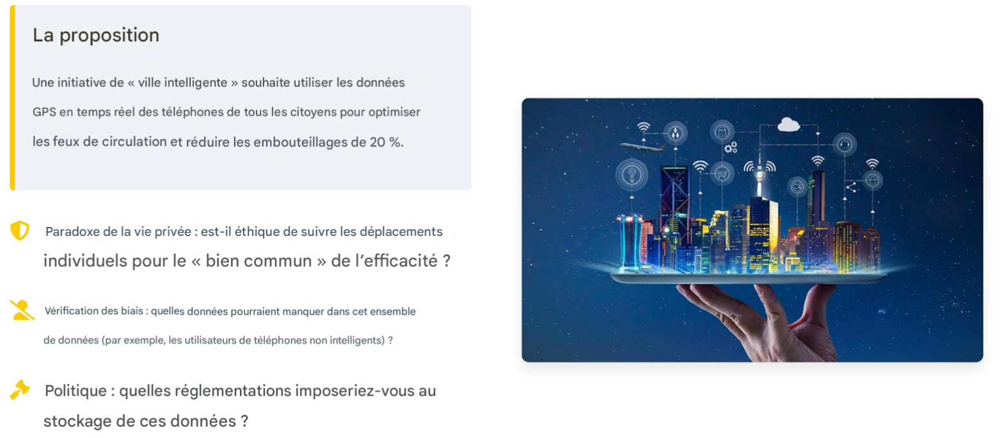 La proposition
Une initiative de « ville intelligente » souhaite utiliser les données
GPS en temps réel des téléphones de tous les citoyens pour optimiser
les feux de circulation et réduire les embouteillages de 20 %.
Paradoxe de la vie privée : est-il éthique de suivre les déplacements
individuels pour le « bien commun » de l’efficacité ?
Vérification des biais : quelles données pourraient manquer dans cet ensemble
de données (par exemple, les utilisateurs de téléphones non intelligents) ?
Politique : quelles réglementations imposeriez-vous au
stockage de ces données ?